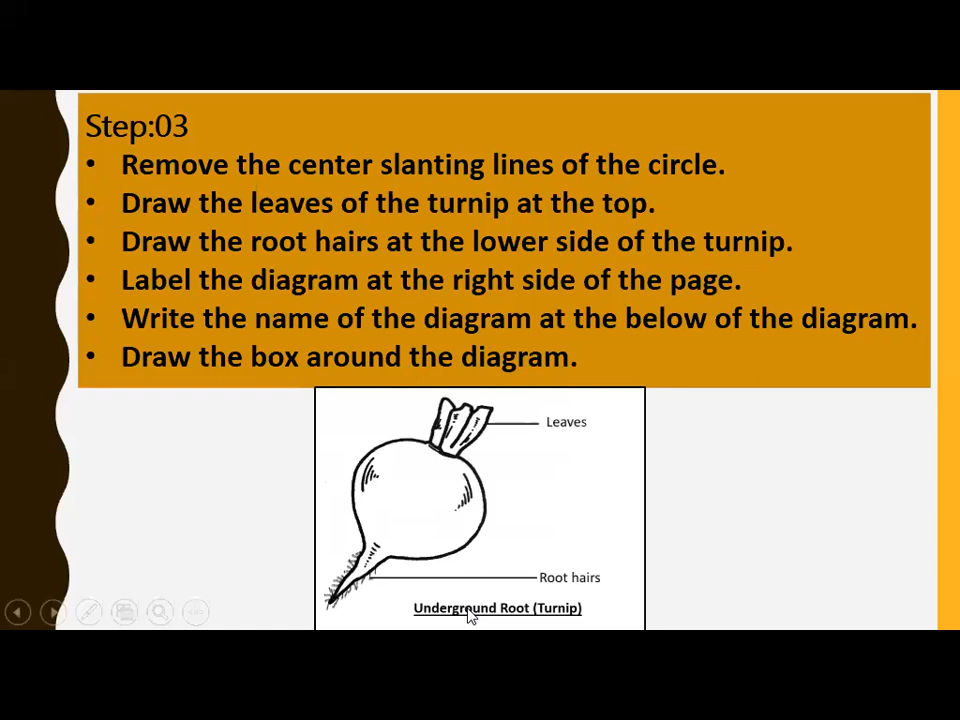 Step:03
• Remove the center slanting lines of the circle.
• Draw the leaves of the turnip at the top.
• Draw the root hairs at the lower side of the turnip.
• Label the diagram at the right side of the page.
• Write the name of the diagram at the below of the diagram.
• Draw the box around the diagram.
Leaves
Root hairs
Underground Root (Turnip)